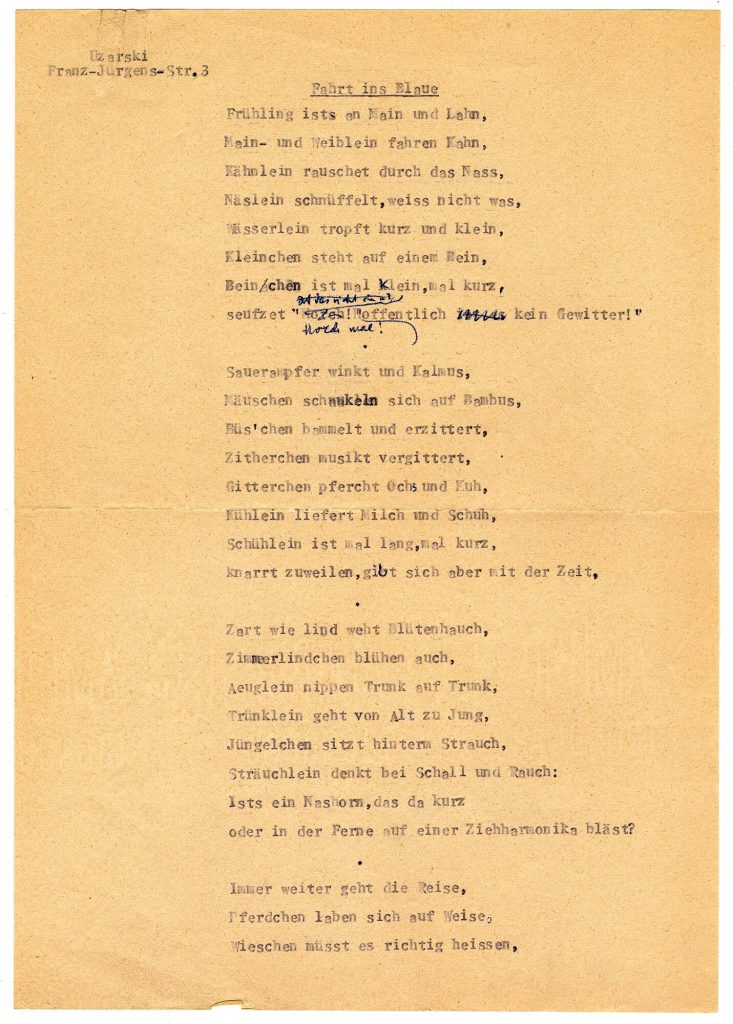 Uzarski
Franz-Jürgens-Str.3
Fahrt ins Blaue
Frühling ists an Main und Lahn,
Main- und Weiblein fahren Kahn,
Kähnlein rauschet durch das Nass,
Näslein schnüffelt,weiss nicht was,
Wässerlein tropft kurz und klein,
Kleinchen steht auf einem Bein,
Bein/chen ist mal Klein,mal kurz,
seufzet "Hoffentlich kein Gewitter!"
Horch mal!
Sauerampfer winkt und Kalmus,
Mäuschen schaukeln sich auf Bambus,
Büs'chen bammelt und erzittert,
Zitherchen musikt vergittert,
Gitterchen pfercht Ochs und Kuh,
Kühlein liefert Milch und Schuh,
Schühlein ist mal lang,mal kurz,
knarrt zuweilen,gibt sich aber mit der Zeit,
Zart wie lind weht Blütenhauch,
Zimmerlindchen blühen auch,
Aeuglein nippen Trunk auf Trunk,
Trünklein geht von Alt zu Jung,
Jüngelchen sitzt hinterm Strauch,
Sträuchlein denkt bei Schall und Rauch:
Ists ein Nashorn,das da kurz
oder in der Ferne auf einer Ziehharmonika bläst?
Immer weiter geht die Reise,
Pferdchen laben sich auf Weise.
Wieschen müsst es richtig heissen,